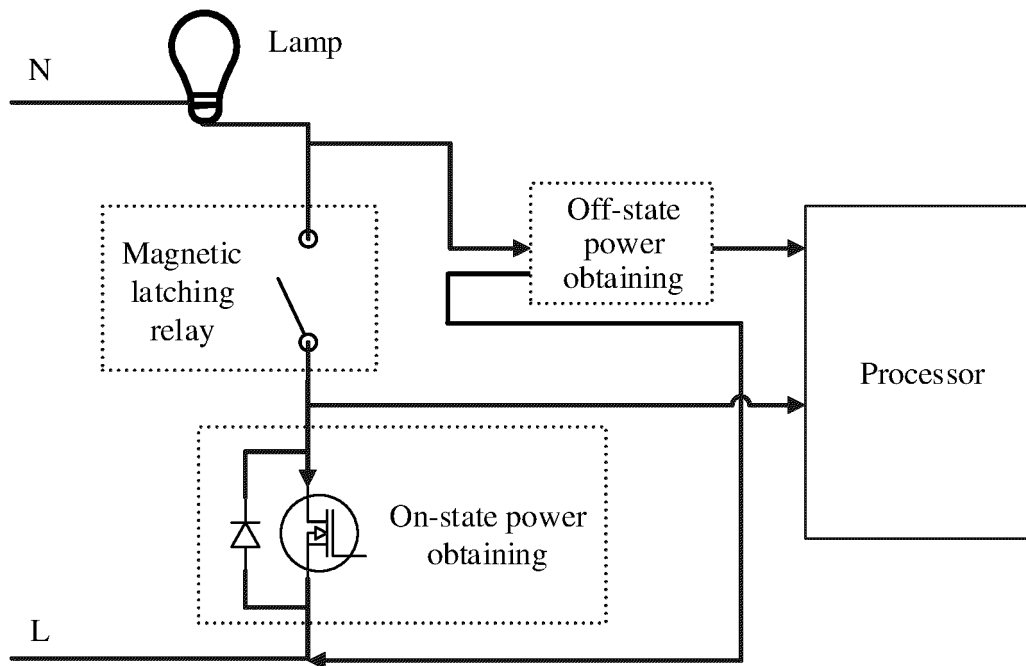 Lamp
N
Off-state
power
obtaining
Magnetic
latching
relay
Processor
On-state power
obtaining
L